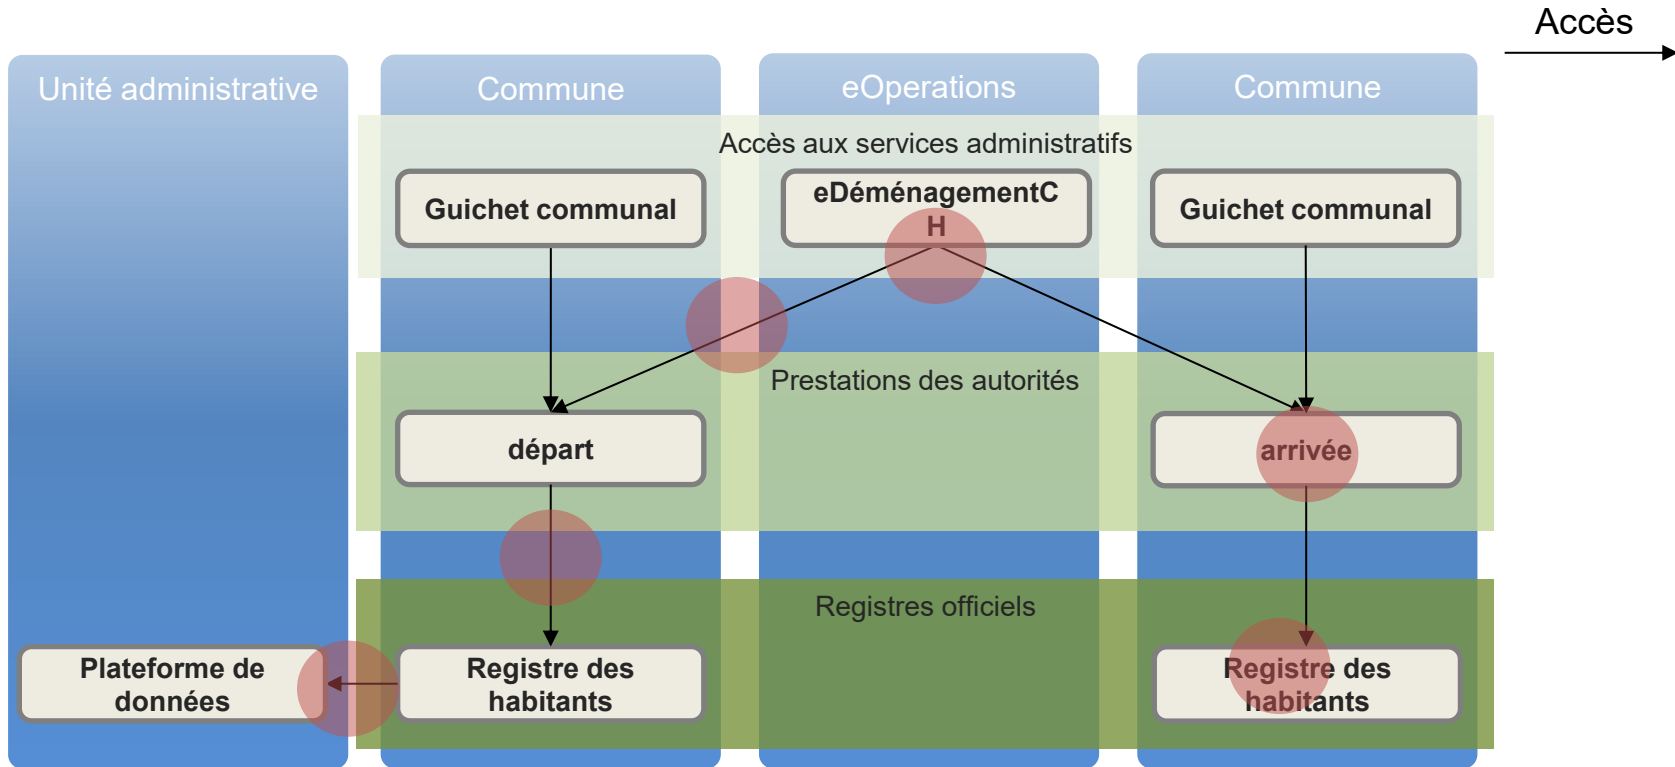 Accès
Unité administrative
Commune
eOperations
Commune
Accès aux services administratifs
Guichet communal
eDéménagementC
H
Guichet communal
Prestations des autorités
départ
arrivée
Registres officiels
Plateforme de
données
Registre des
habitants
Registre des
habitants